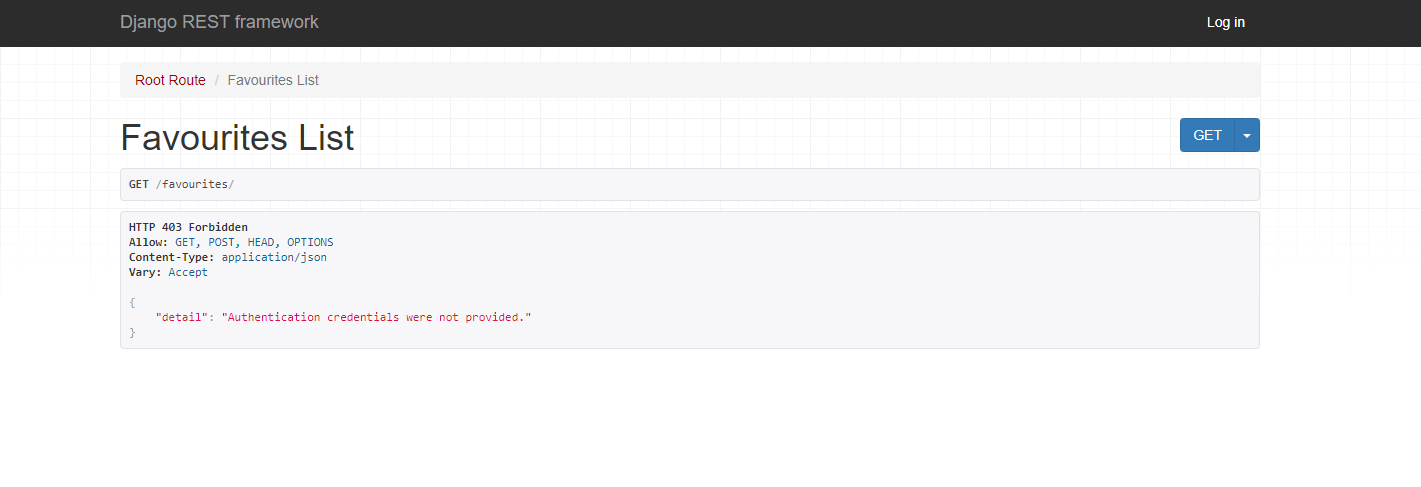 Django REST framework
Log in
Root Route / Favourites List
Favourites List
GET
GET /favourites/
HTTP 403 Forbidden
Allow: GET, POST, HEAD, OPTIONS
Content-Type: application/json
Vary: Accept
{
    "detail": "Authentication credentials were not provided."
}